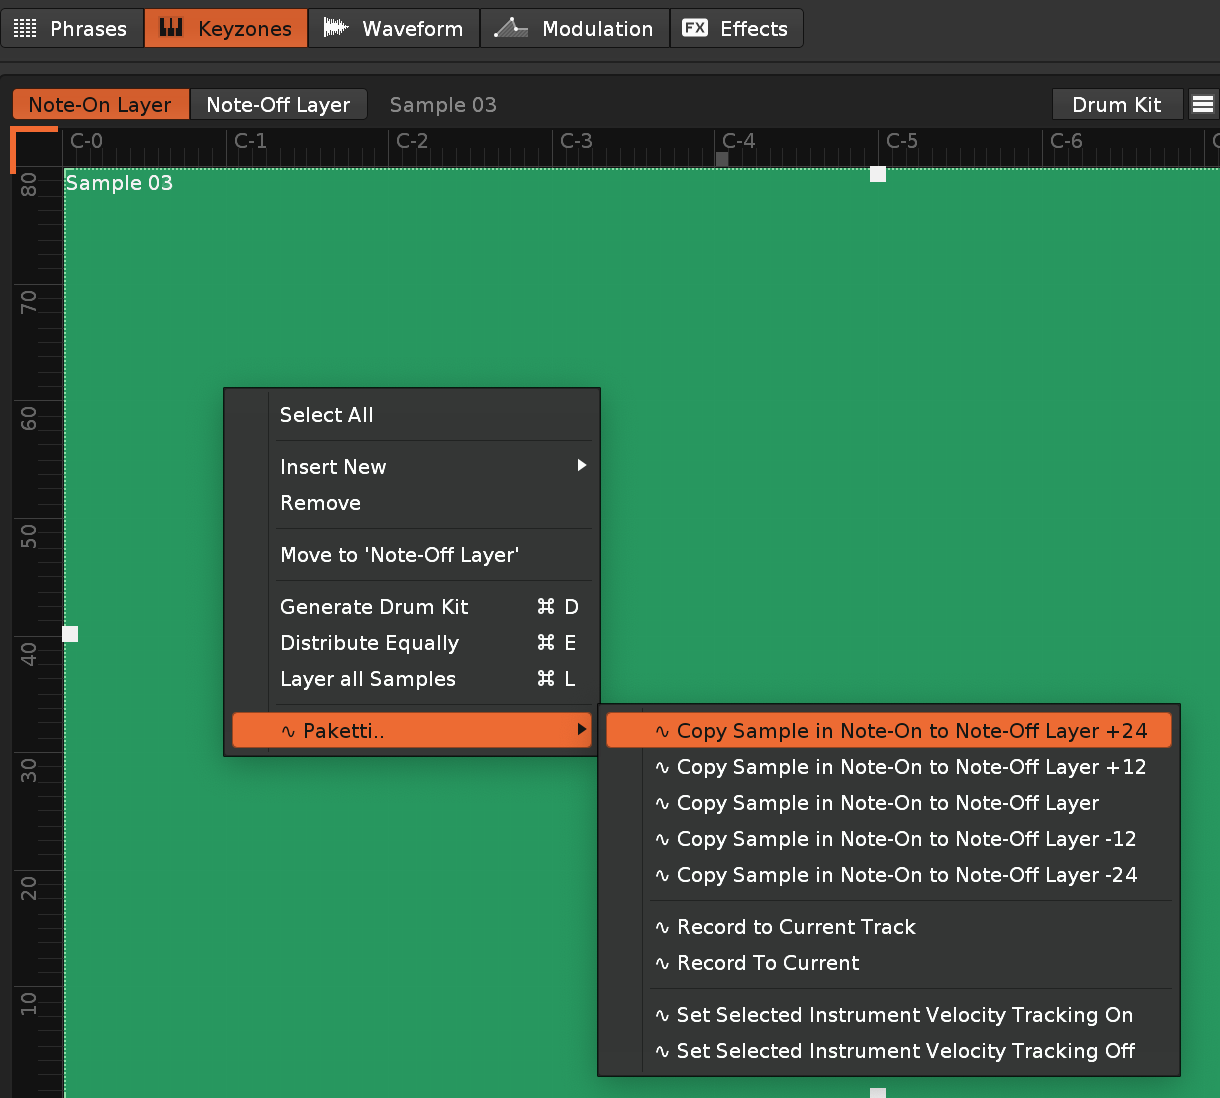 Phrases Keyzones Waveform Modulation FX Effects
Note-On Layer Note-Off Layer Sample 03 Drum Kit
C-0 C-1 C-2 C-3 C-4 C-5 C-6
80
Sample 03
70
60
50
40
30
20
10
Select All
Insert New
Remove
Move to 'Note-Off Layer'
Generate Drum Kit ⌘ D
Distribute Equally ⌘ E
Layer all Samples ⌘ L
∿ Paketti..
∿ Copy Sample in Note-On to Note-Off Layer +24
∿ Copy Sample in Note-On to Note-Off Layer +12
∿ Copy Sample in Note-On to Note-Off Layer
∿ Copy Sample in Note-On to Note-Off Layer -12
∿ Copy Sample in Note-On to Note-Off Layer -24
∿ Record to Current Track
∿ Record To Current
∿ Set Selected Instrument Velocity Tracking On
∿ Set Selected Instrument Velocity Tracking Off